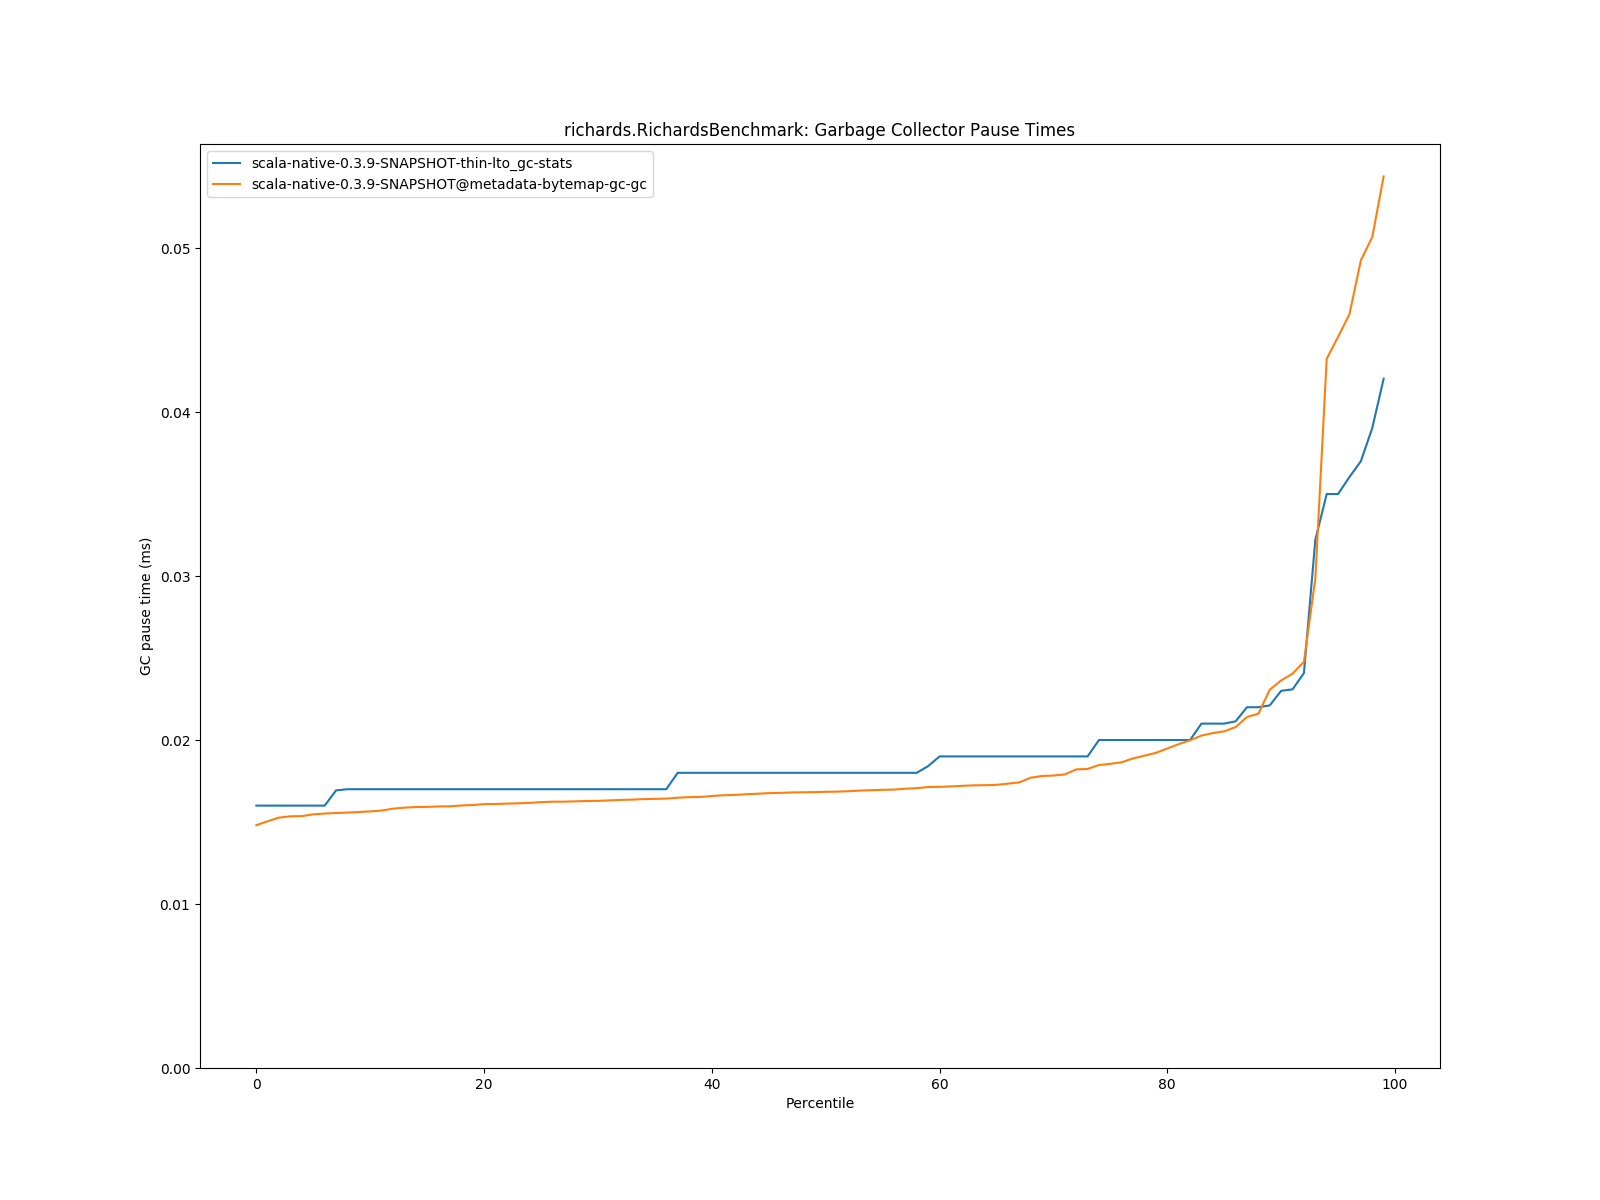 richards.RichardsBenchmark: Garbage Collector Pause Times
scala-native-0.3.9-SNAPSHOT-thin-lto_gc-stats
scala-native-0.3.9-SNAPSHOT@metadata-bytemap-gc-gc
GC pause time (ms)
0.05
0.04
0.03
0.02
0.01
0.00
0 20 40 60 80 100
Percentile